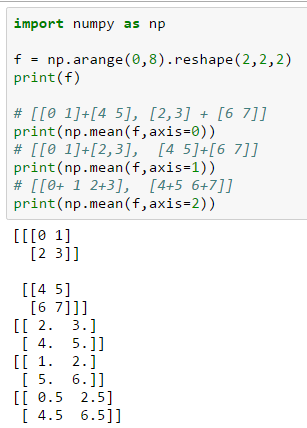 import numpy as np
f = np.arange(0,8).reshape(2,2,2)
print(f)
# [[0 1]+[4 5], [2,3] + [6 7]]
print(np.mean(f,axis=0))
# [[0 1]+[2,3],  [4 5]+[6 7]]
print(np.mean(f,axis=1))
# [[0+ 1 2+3],  [4+5 6+7]]
print(np.mean(f,axis=2))
[[[0 1]
  [2 3]]
 [[4 5]
  [6 7]]]
[[ 2.  3.]
 [ 4.  5.]]
[[ 1.  2.]
 [ 5.  6.]]
[[ 0.5  2.5]
 [ 4.5  6.5]]